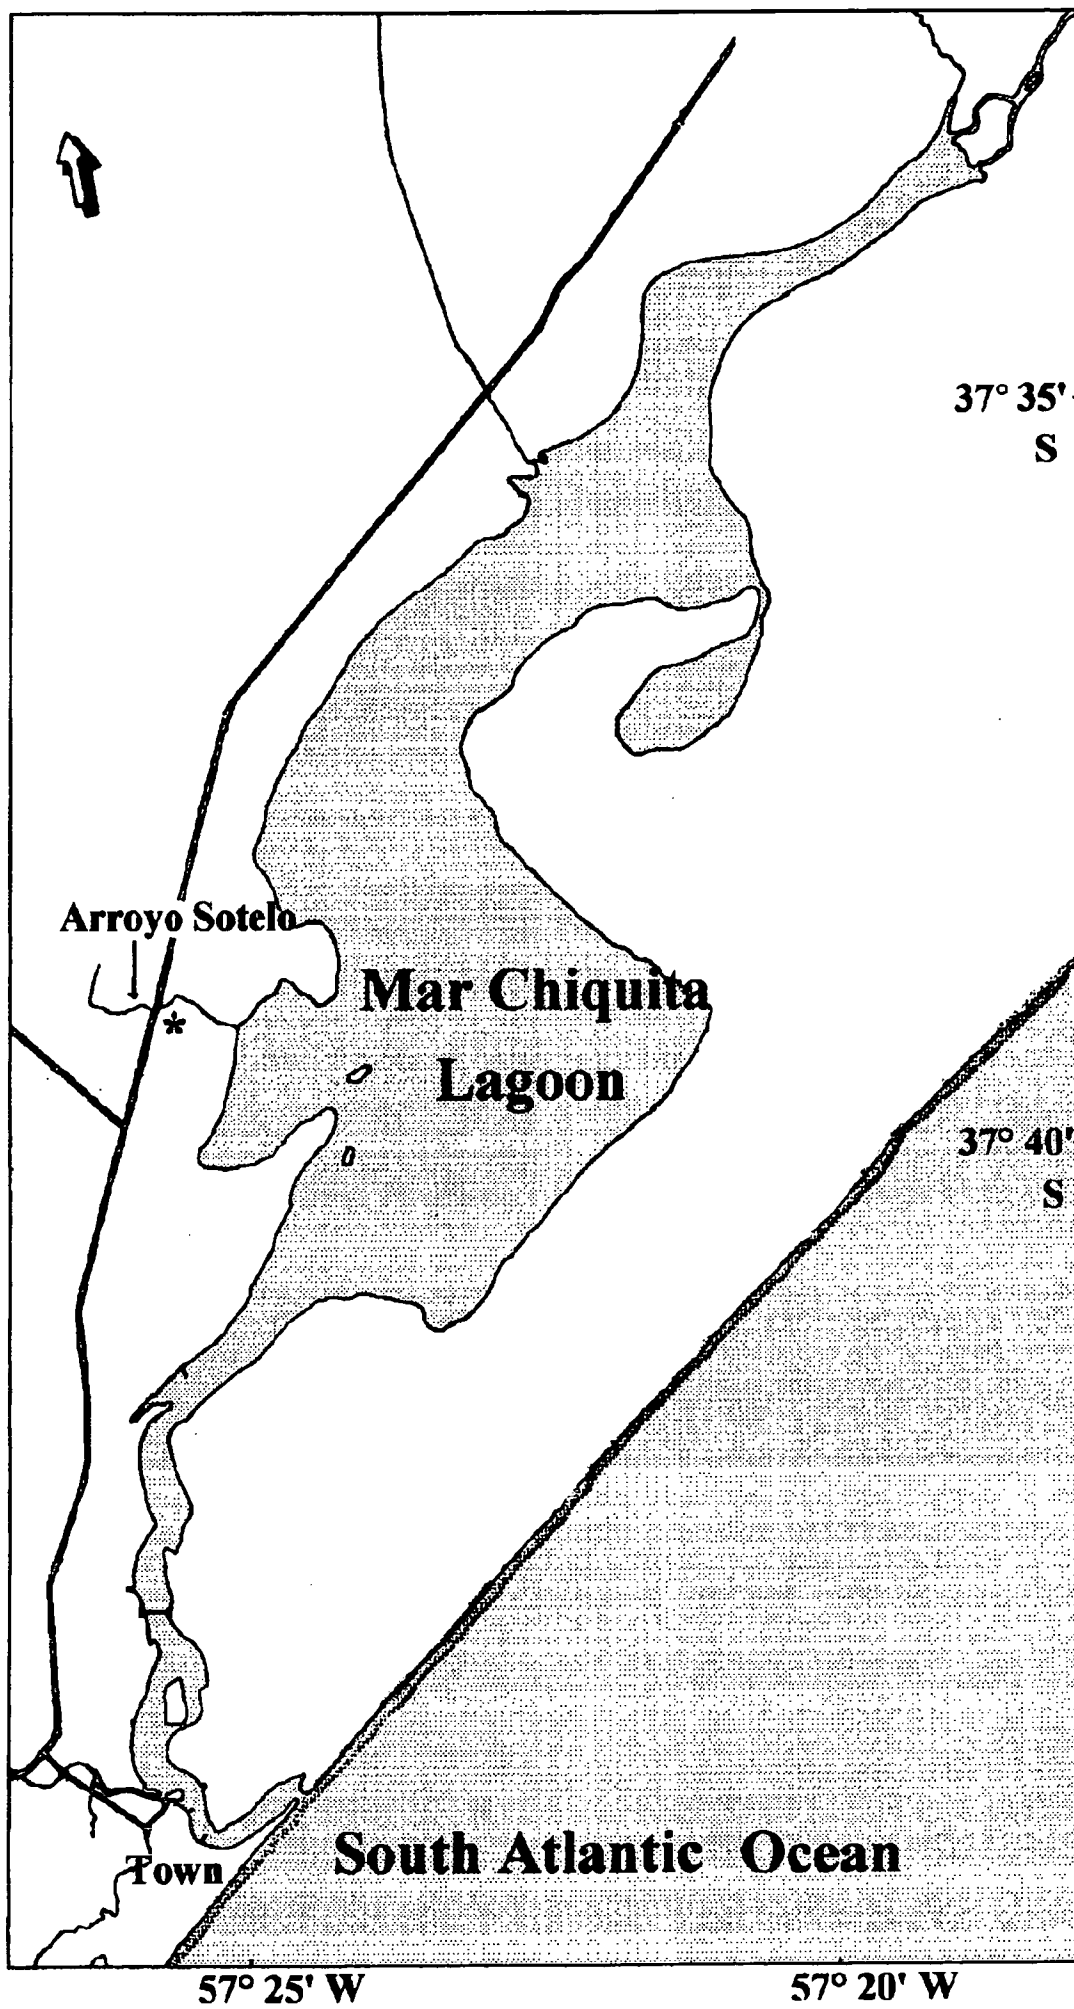 37° 35'
S
Arroyo Sotelo
*
Mar Chiquita
Lagoon
37° 40'
S
Town
South Atlantic Ocean
57° 25' W
57° 20' W